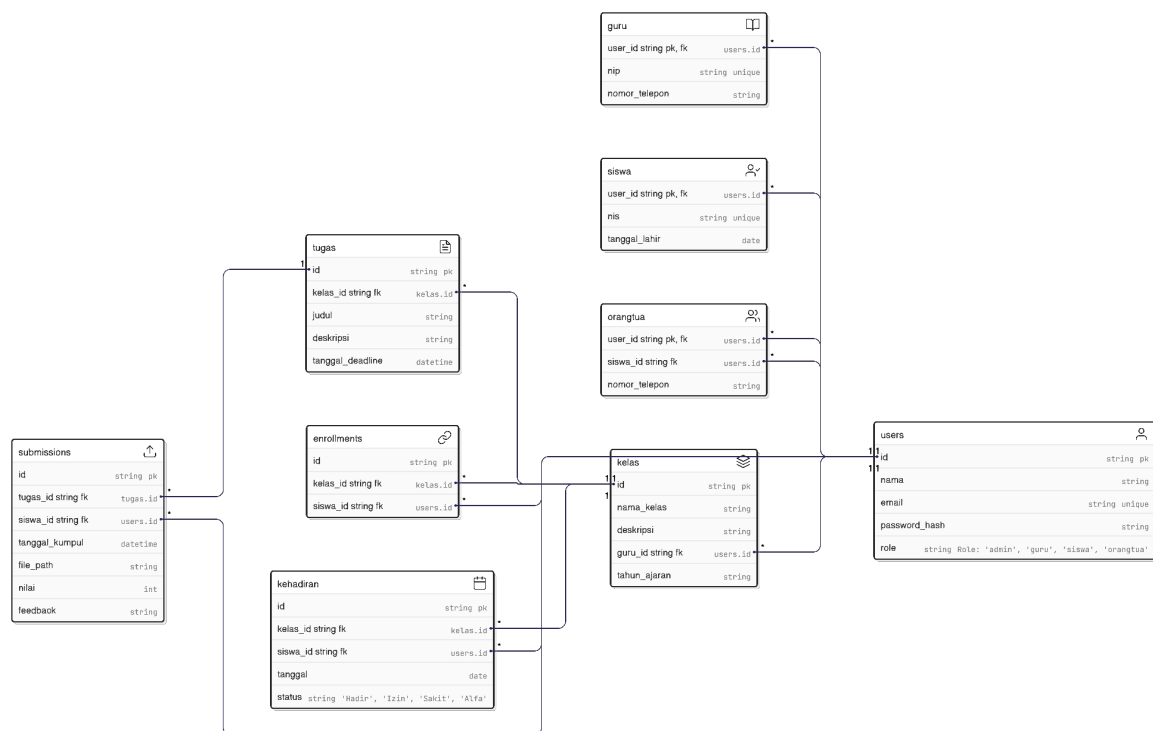 guru
user_id string pk, fk users.id
nip string unique
nomor_telepon string
siswa
user_id string pk, fk users.id
nis string unique
tanggal_lahir date
tugas
id string pk
kelas_id string fk kelas.id
judul string
deskripsi string
tanggal_deadline datetime
orangtua
user_id string pk, fk users.id
siswa_id string fk users.id
nomor_telepon string
users
id string pk
nama string
email string unique
password_hash string
role string Role: 'admin', 'guru', 'siswa', 'orangtua'
enrollments
id string pk
kelas_id string fk kelas.id
siswa_id string fk users.id
submissions
id string pk
tugas_id string fk tugas.id
siswa_id string fk users.id
tanggal_kumpul datetime
file_path string
nilai int
feedback string
kelas
id string pk
nama_kelas string
deskripsi string
guru_id string fk users.id
tahun_ajaran string
kehadiran
id string pk
kelas_id string fk kelas.id
siswa_id string fk users.id
tanggal date
status string 'Hadir', 'Izin', 'Sakit', 'Alfa'